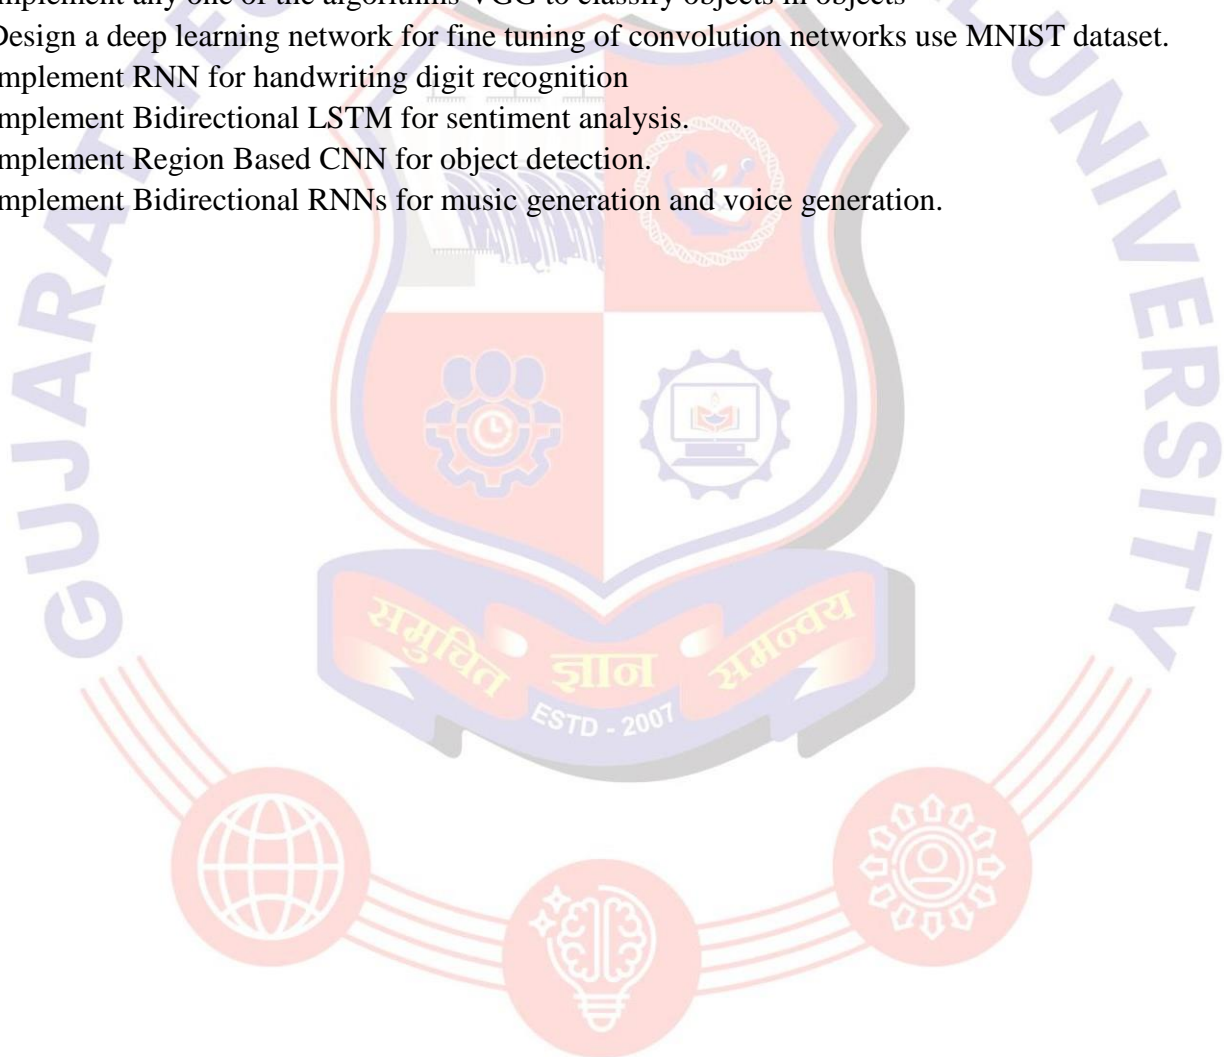 mplement any one of the algorithms VGG to classify objects in objects
Design a deep learning network for fine tuning of convolution networks use MNIST dataset.
mplement RNN for handwriting digit recognition
mplement Bidirectional LSTM for sentiment analysis.
mplement Region Based CNN for object detection.
mplement Bidirectional RNNs for music generation and voice generation.
GUJARAT
UNIVERSITY
समुचित ज्ञान समन्वय
ESTD - 2007